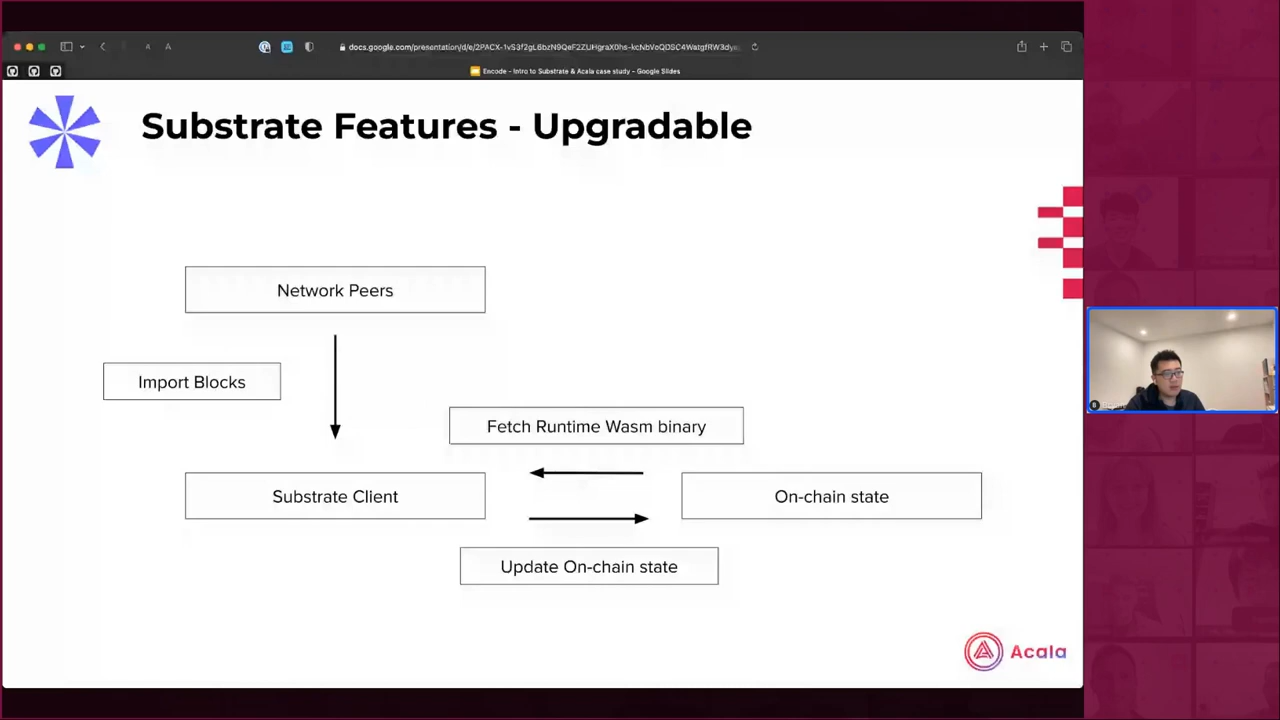 Encode - Intro to Substrate & Acala case study - Google Slides
Substrate Features - Upgradable
Network Peers
Import Blocks
Fetch Runtime Wasm binary
Substrate Client
On-chain state
Update On-chain state
Acala